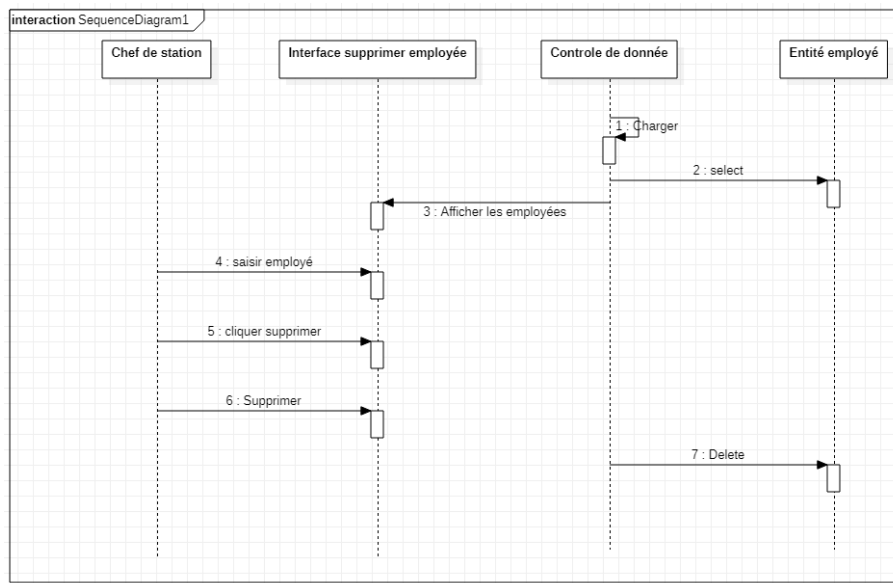 interaction SequenceDiagram1
Chef de station
Interface supprimer employée
Controle de donnée
Entité employé
1 : Charger
2 : select
3 : Afficher les employées
4 : saisir employé
5 : cliquer supprimer
6 : Supprimer
7 : Delete